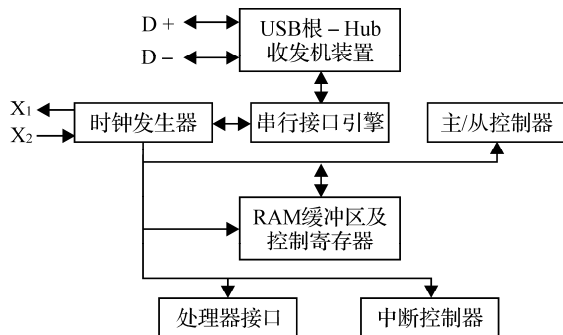 D +
D −
USB根 – Hub
收发机装置
X₁
X₂
时钟发生器
串行接口引擎
主/从控制器
RAM缓冲区及
控制寄存器
处理器接口
中断控制器